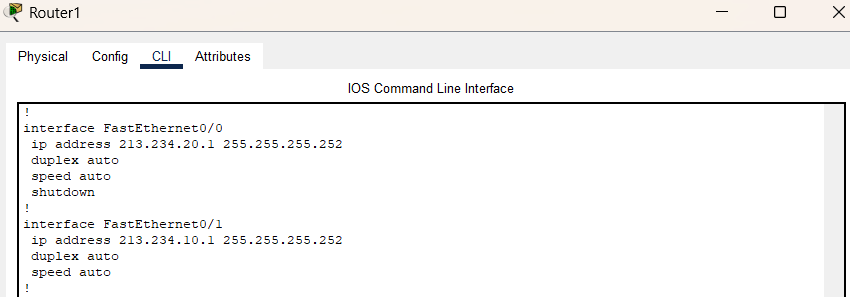 Router1
Physical Config CLI Attributes
IOS Command Line Interface
!
interface FastEthernet0/0
 ip address 213.234.20.1 255.255.255.252
 duplex auto
 speed auto
 shutdown
!
interface FastEthernet0/1
 ip address 213.234.10.1 255.255.255.252
 duplex auto
 speed auto
!